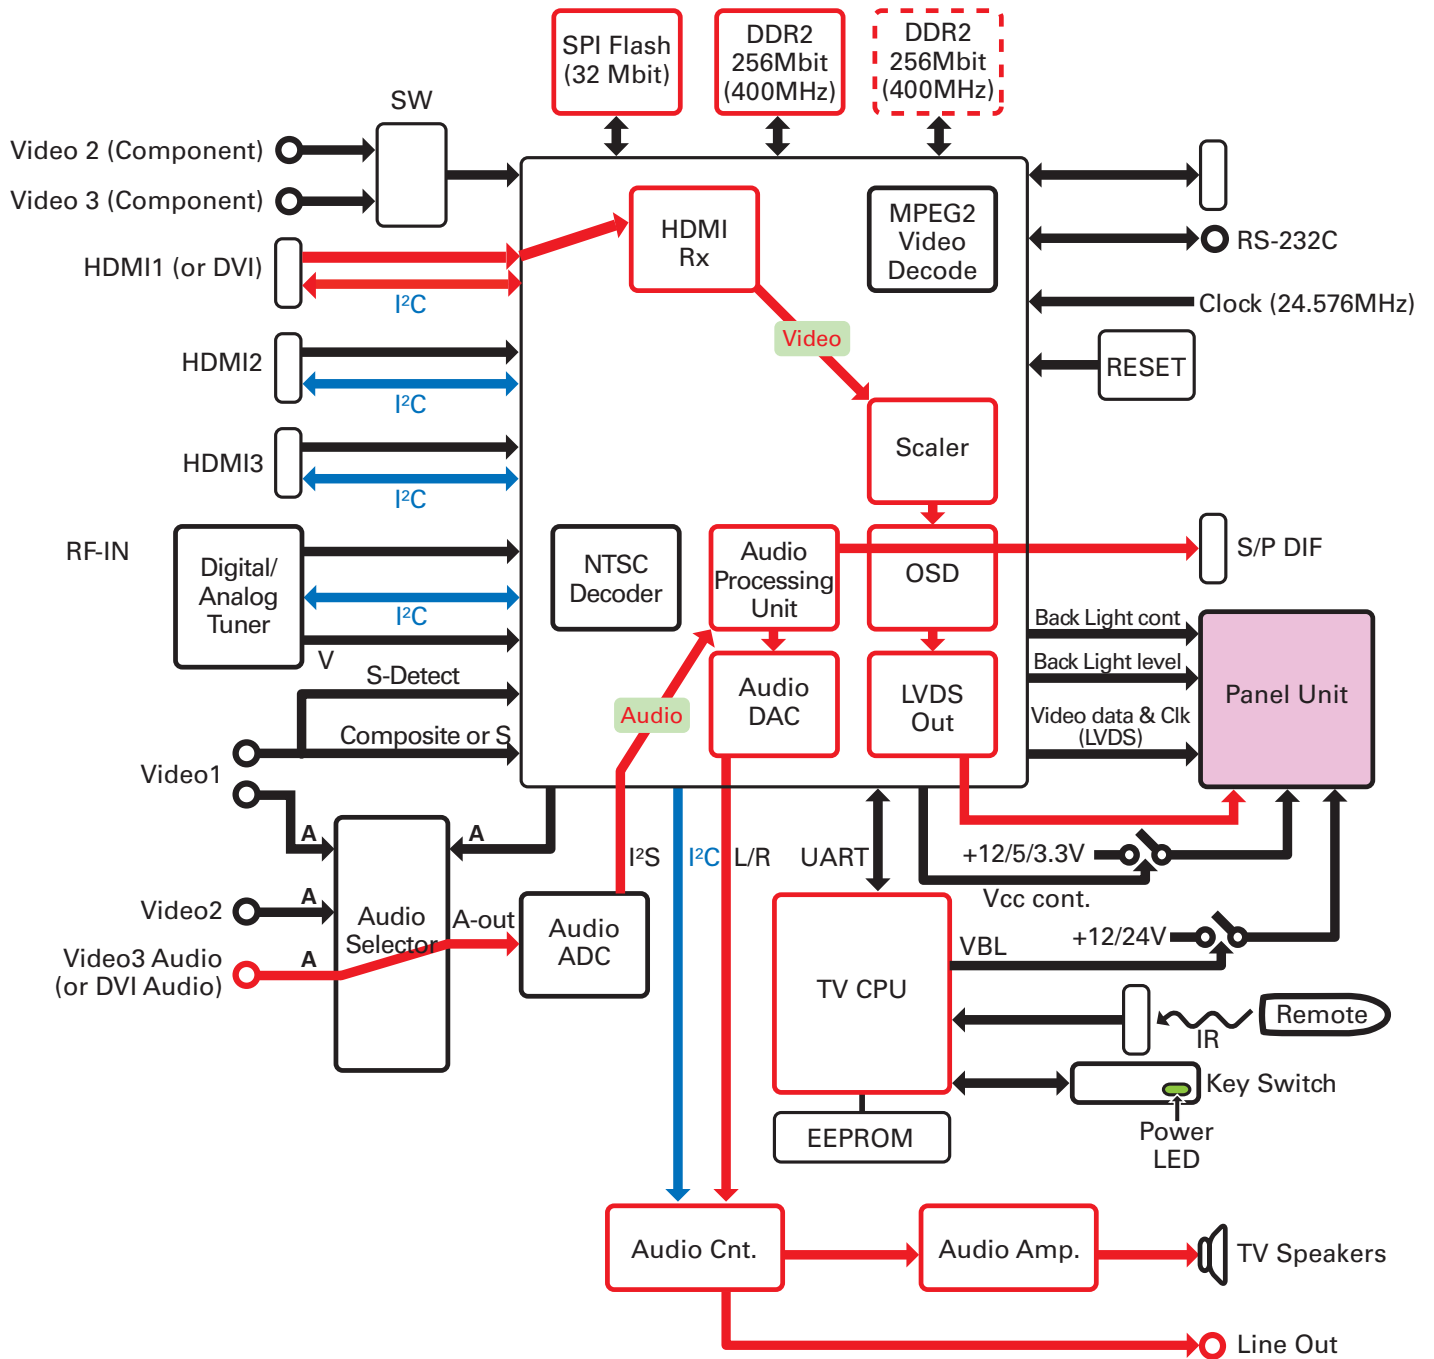 SPI Flash
(32 Mbit)
DDR2
256Mbit
(400MHz)
DDR2
256Mbit
(400MHz)
SW
Video 2 (Component)
Video 3 (Component)
HDMI1 (or DVI)
I²C
HDMI2
I²C
HDMI3
I²C
RF-IN
Digital/
Analog
Tuner
I²C
V
S-Detect
Composite or S
Video1
A
A
Video2
A
Video3 Audio
(or DVI Audio)
A
Audio
Selector
A-out
Audio
ADC
HDMI
Rx
MPEG2
Video
Decode
Video
Scaler
NTSC
Decoder
Audio
Processing
Unit
OSD
Audio
Audio
DAC
LVDS
Out
RS-232C
Clock (24.576MHz)
RESET
S/P DIF
Back Light cont
Back Light level
Video data & Clk
(LVDS)
Panel Unit
I²S
I²C
L/R
UART
+12/5/3.3V
Vcc cont.
+12/24V
VBL
TV CPU
IR
Remote
Key Switch
Power
LED
EEPROM
Audio Cnt.
Audio Amp.
TV Speakers
Line Out